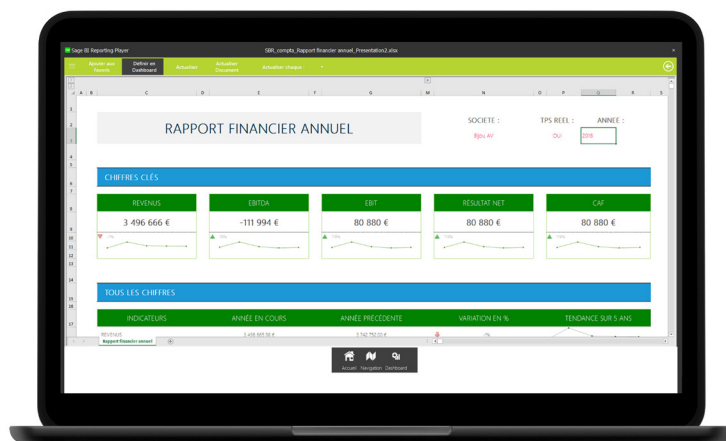 Sage BI Reporting Player
SBR_compta_Rapport financier annuel_Presentation2.xlsx
Ajouter aux Favoris
Définir en Dashboard
Actualiser
Actualiser Document
Actualiser chaque:
A B C D E F G M N O P Q R S
RAPPORT FINANCIER ANNUEL
SOCIETE :
TPS REEL :
ANNEE :
Bijou AV
OUI
2018
CHIFFRES CLÉS
REVENUS
EBITDA
EBIT
RÉSULTAT NET
CAF
3 496 666 €
-111 994 €
80 880 €
80 880 €
80 880 €
TOUS LES CHIFFRES
INDICATEURS
ANNÉE EN COURS
ANNÉE PRÉCÉDENTE
VARIATION EN %
TENDANCE SUR 5 ANS
REVENUS
Rapport financier annuel
Accueil
Navigation
Dashboard